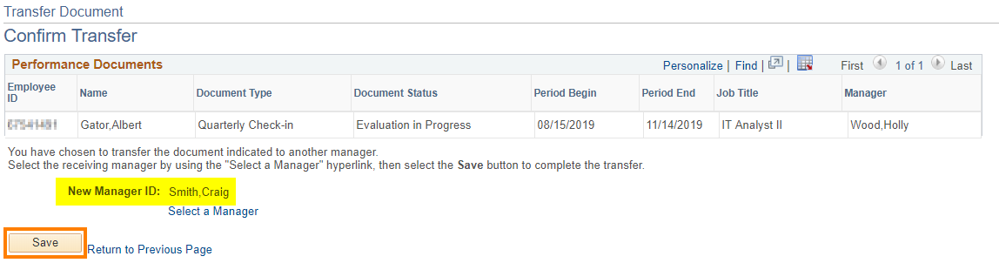 Transfer Document
Confirm Transfer
Performance Documents Personalize | Find | | First 1 of 1 Last
Employee ID Name Document Type Document Status Period Begin Period End Job Title Manager
Gator,Albert Quarterly Check-in Evaluation in Progress 08/15/2019 11/14/2019 IT Analyst II Wood,Holly
You have chosen to transfer the document indicated to another manager.
Select the receiving manager by using the "Select a Manager" hyperlink, then select the Save button to complete the transfer.
New Manager ID: Smith,Craig
Select a Manager
Save Return to Previous Page